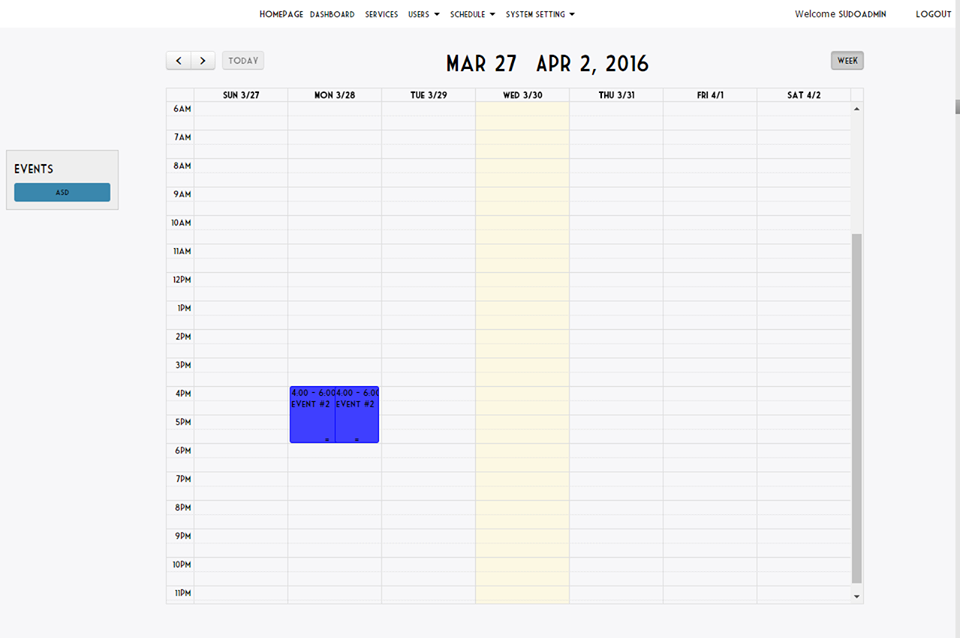 HOMEPAGE DASHBOARD SERVICES USERS SCHEDULE SYSTEM SETTING Welcome SUDOADMIN LOGOUT
TODAY MAR 27 APR 2, 2016 WEEK
SUN 3/27 MON 3/28 TUE 3/29 WED 3/30 THU 3/31 FRI 4/1 SAT 4/2
EVENTS
ASD
6AM
7AM
8AM
9AM
10AM
11AM
12PM
1PM
2PM
3PM
4PM
4:00 - 6:00 4:00 - 6:00
EVENT #2 EVENT #2
5PM
6PM
7PM
8PM
9PM
10PM
11PM